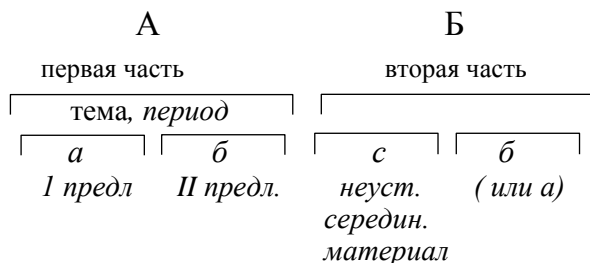 А Б
первая часть вторая часть
тема, период
а б с б
1 предл II предл. неуст. ( или а)
середин.
материал